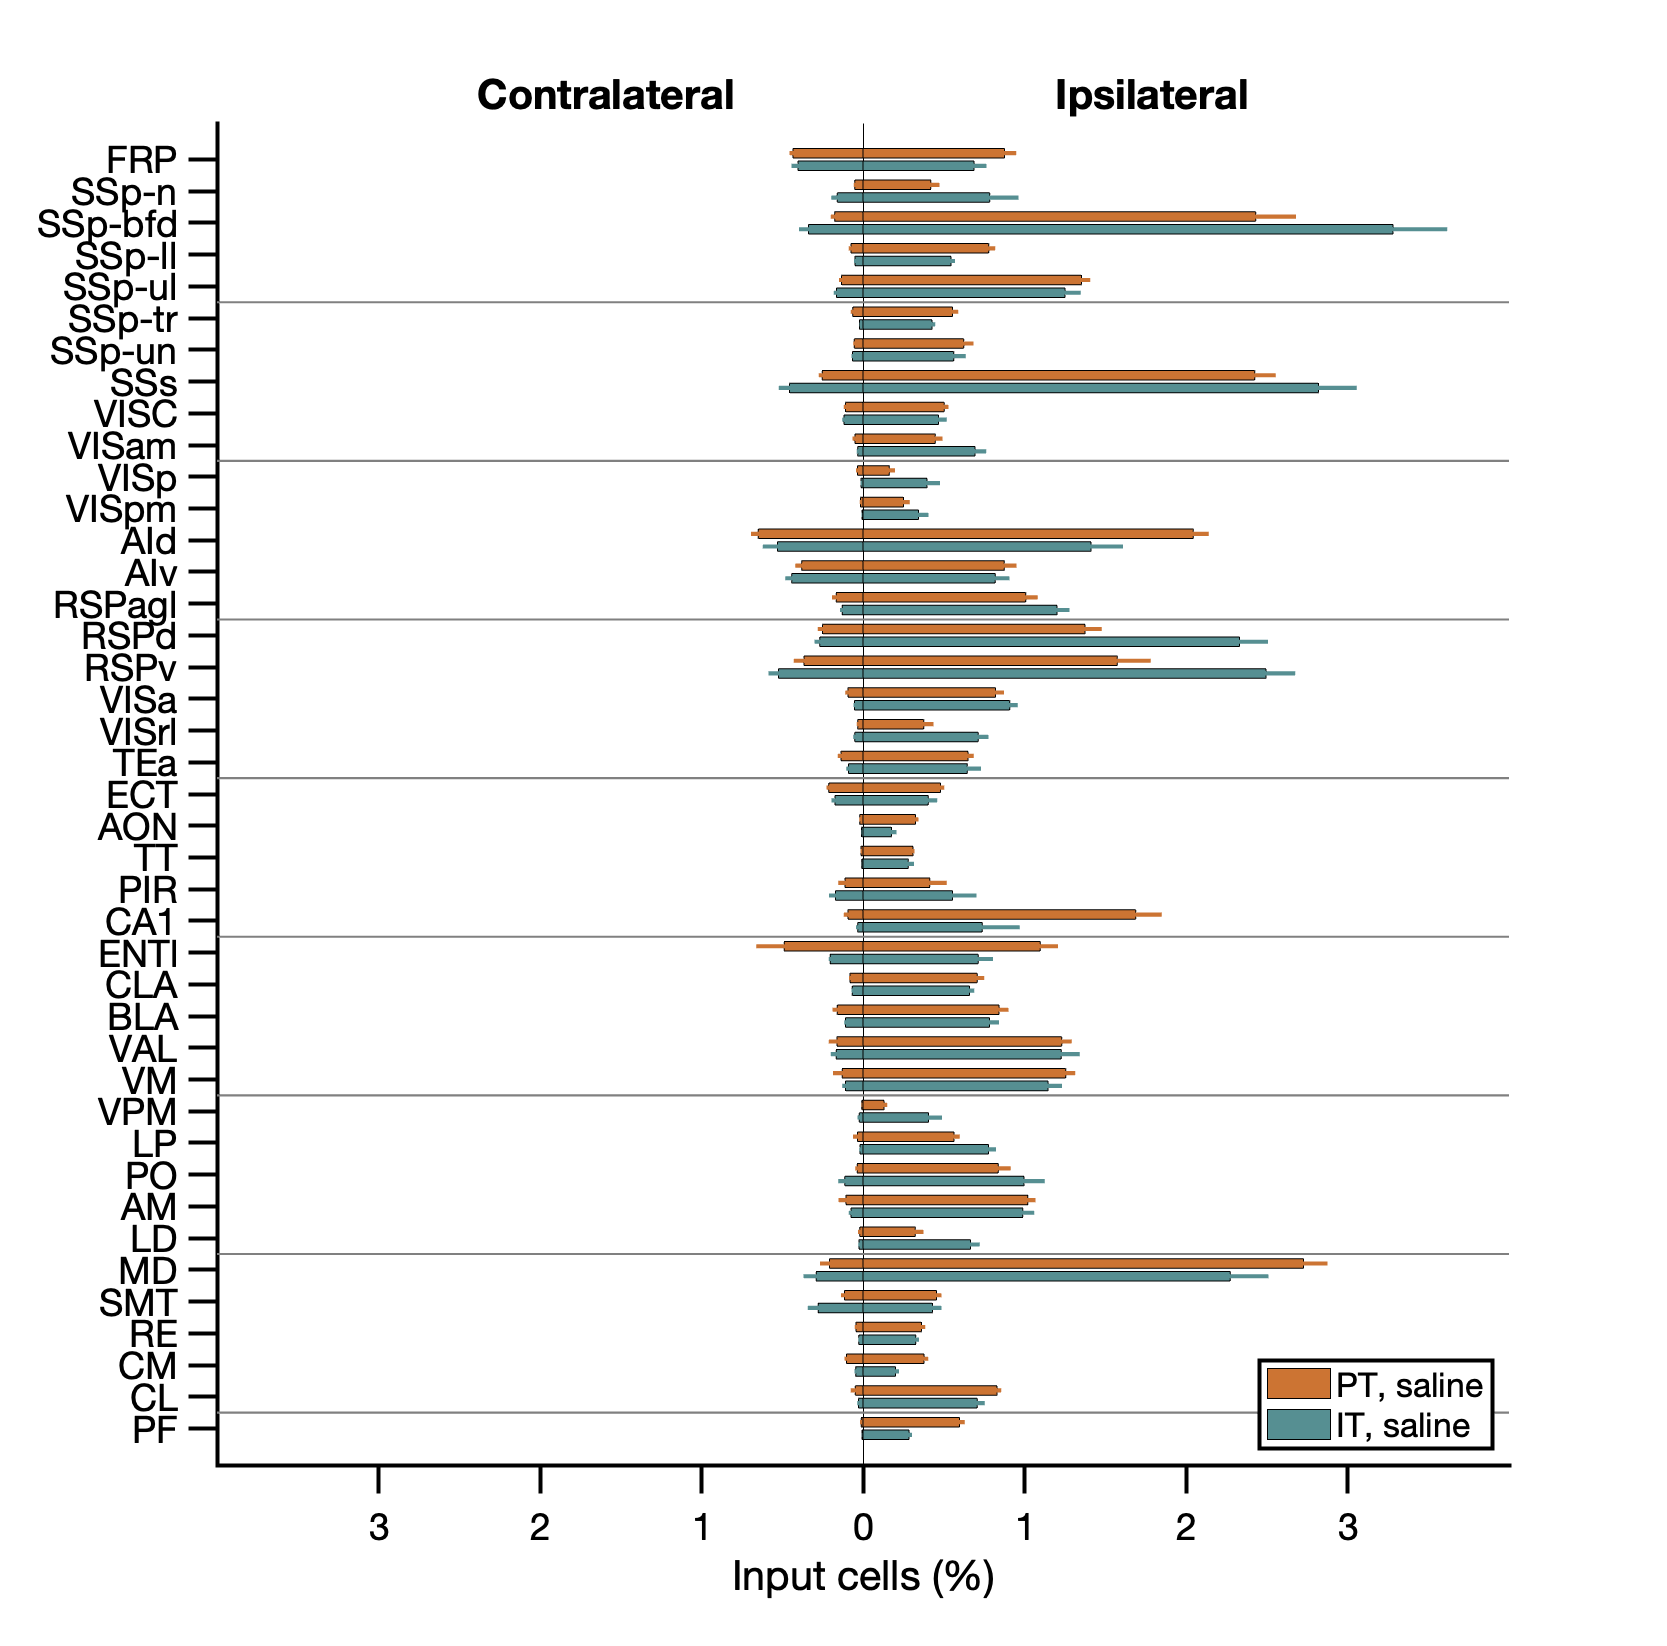 Contralateral Ipsilateral
FRP
SSp-n
SSp-bfd
SSp-ll
SSp-ul
SSp-tr
SSp-un
SSs
VISC
VISam
VISp
VISpm
AId
AIv
RSPagl
RSPd
RSPv
VISa
VISrl
TEa
ECT
AON
TT
PIR
CA1
ENTl
CLA
BLA
VAL
VM
VPM
LP
PO
AM
LD
MD
SMT
RE
CM
CL
PF
PT, saline
IT, saline
3 2 1 0 1 2 3
Input cells (%)